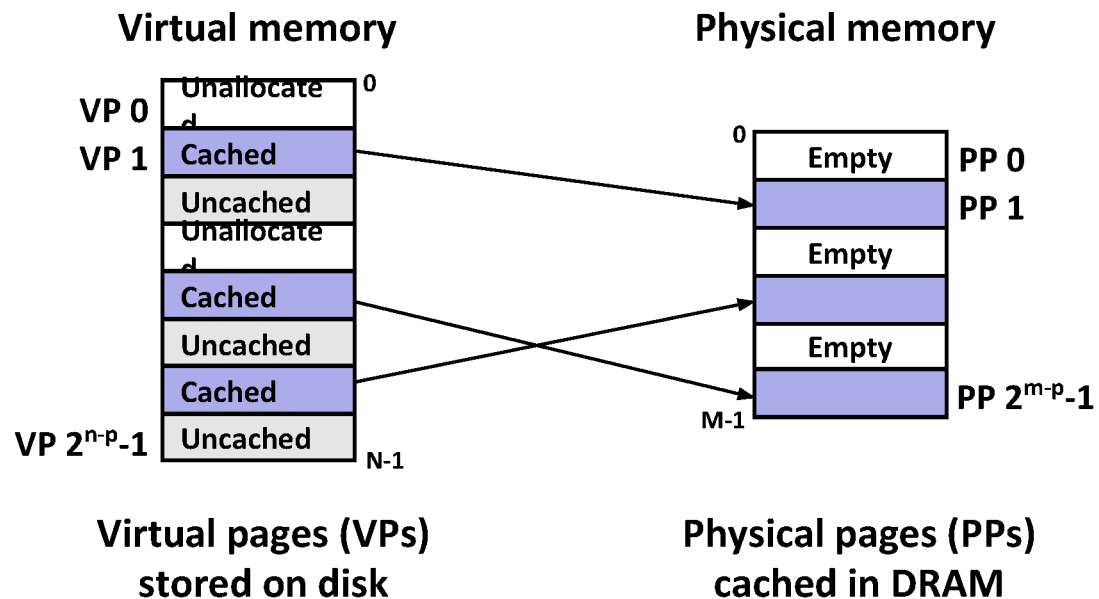 Virtual memory
Physical memory
Unallocate
d
0
VP 0
VP 1
Cached
Uncached
Unallocate
d
Cached
Uncached
Cached
Uncached
VP 2^{n-p}-1
N-1
0
Empty
PP 0
PP 1
Empty
Empty
PP 2^{m-p}-1
M-1
Virtual pages (VPs)
stored on disk
Physical pages (PPs)
cached in DRAM